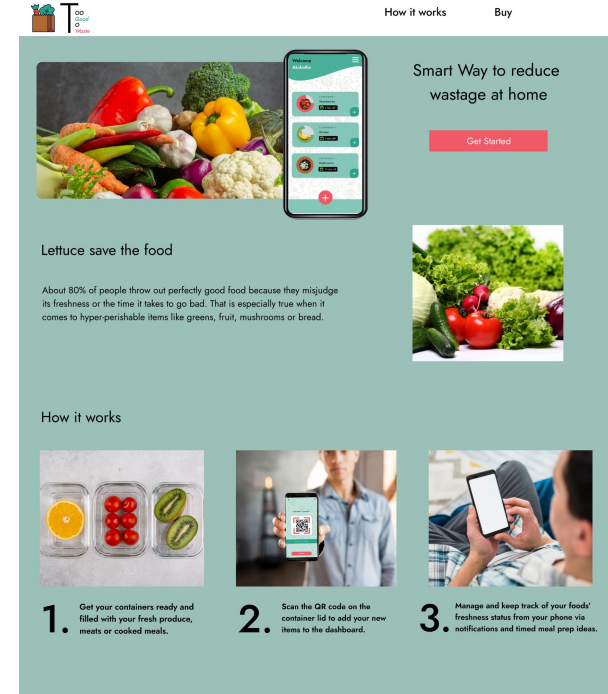 Too
Good
To
Waste
How it works
Buy
Welcome
Smart Way to reduce
wastage at home
Get Started
Lettuce save the food
About 80% of people throw out perfectly good food because they misjudge
its freshness or the time it takes to go bad. That is especially true when it
comes to hyper-perishable items like greens, fruit, mushrooms or bread.
How it works
1.
Get your containers ready and
filled with your fresh produce,
meats or cooked meals.
2.
Scan the QR code on the
container lid to add your new
items to the dashboard.
3.
Manage and keep track of your foods'
freshness status from your phone via
notifications and timed meal prep ideas.